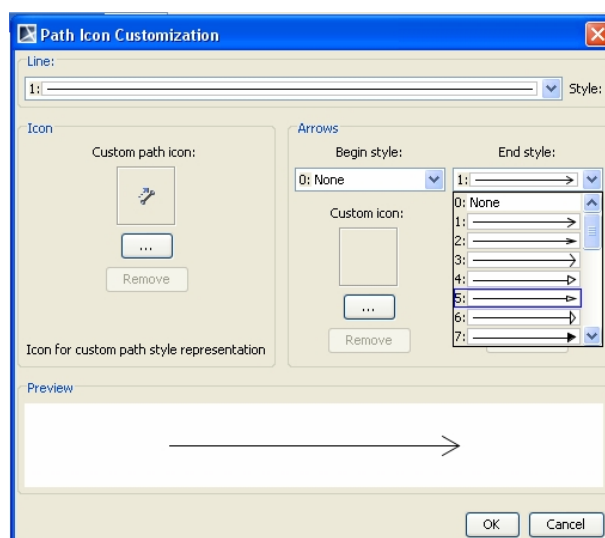 Path Icon Customization
Line:
1:
Style:
Icon
Custom path icon:
...
Remove
Icon for custom path style representation
Arrows
Begin style:
0: None
Custom icon:
...
Remove
End style:
1:
0: None
1:
2:
3:
4:
5:
6:
7:
Preview
OK
Cancel